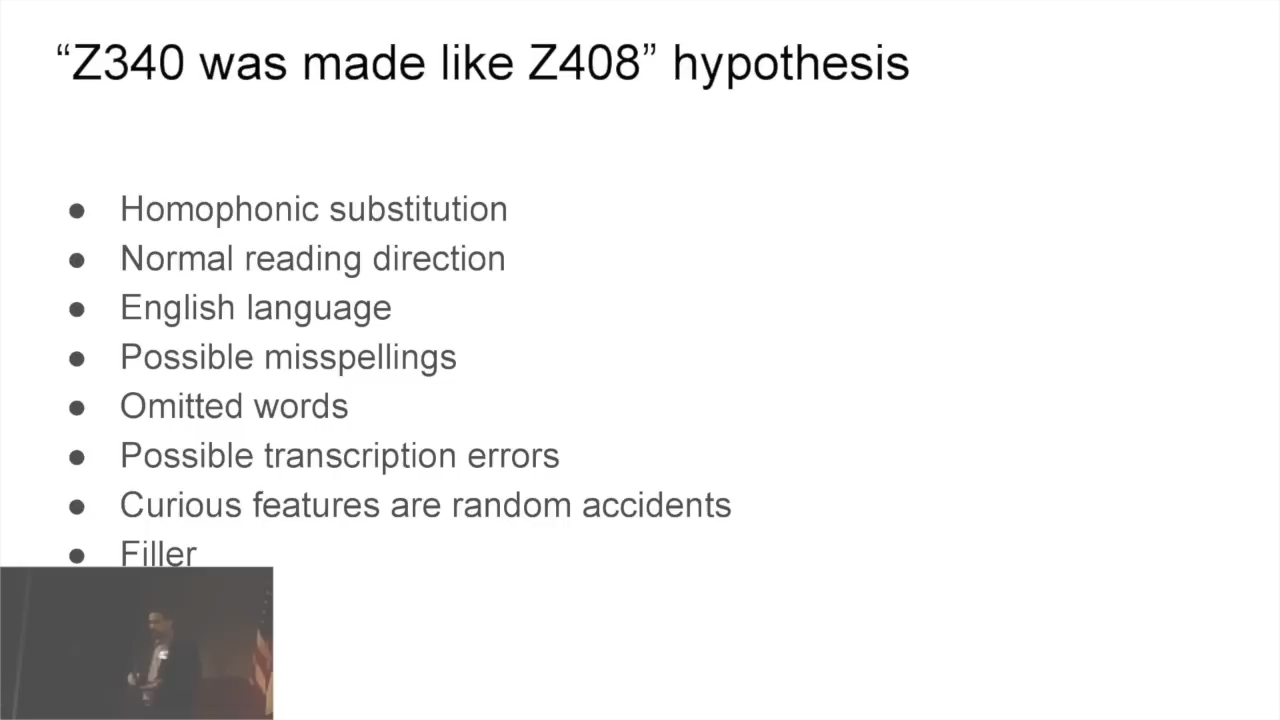 “Z340 was made like Z408” hypothesis
● Homophonic substitution
● Normal reading direction
● English language
● Possible misspellings
● Omitted words
● Possible transcription errors
● Curious features are random accidents
● Filler